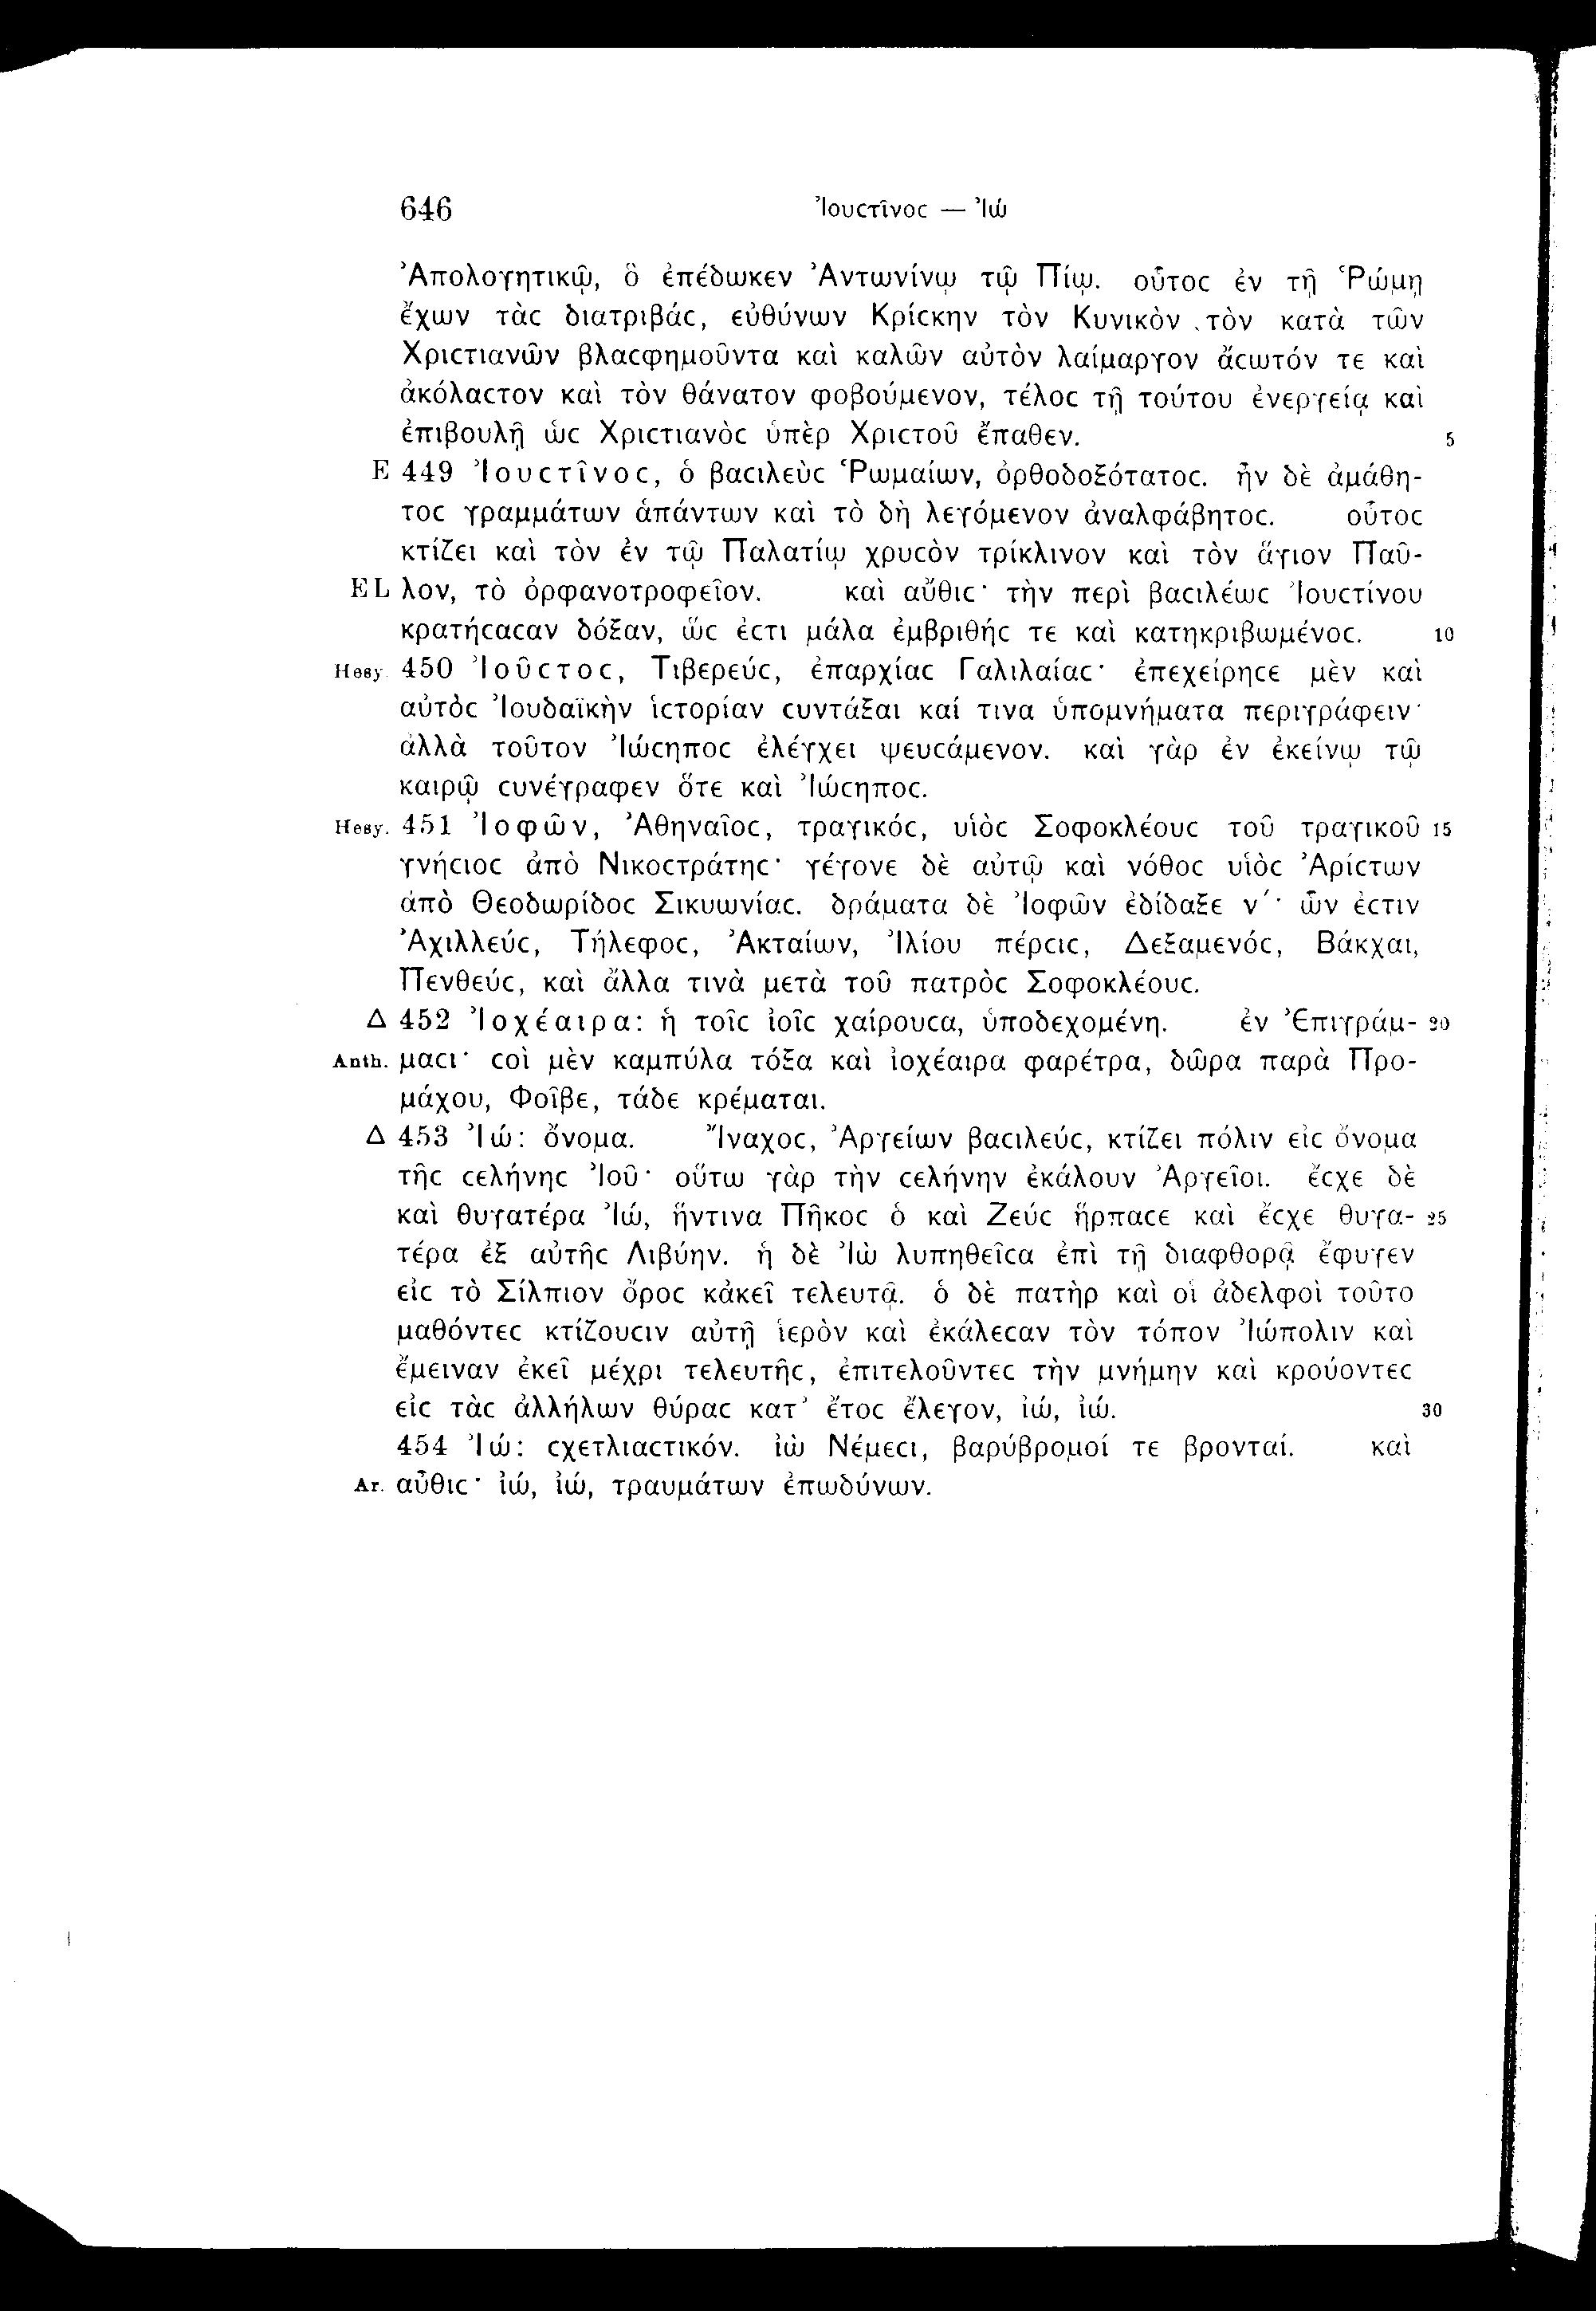 646 Ἰουcτῖνοc — Ἰώ
Ἀπολογητικῷ, ὃ ἐπέδωκεν Ἀντωνίνῳ τῷ Πίῳ. οὗτοc ἐν τῇ Ῥώμῃ
ἔχων τὰc διατριβάc, εὐθύνων Κρίcκην τὸν Κυνικὸν τὸν κατὰ τῶν
Χριcτιανῶν βλαcφημοῦντα καὶ καλῶν αὐτὸν λαίμαργον ἄcωτόν τε καὶ
ἀκόλαcτον καὶ τὸν θάνατον φοβούμενον, τέλοc τῇ τούτου ἐνεργείᾳ καὶ
ἐπιβουλῇ ὡc Χριcτιανὸc ὑπὲρ Χριcτοῦ ἔπαθεν. 5
E 449 Ἰουcτῖνοc, ὁ βαcιλεὺc Ῥωμαίων, ὀρθοδοξότατοc. ἦν δὲ ἀμάθη-
τοc γραμμάτων ἁπάντων καὶ τὸ δὴ λεγόμενον ἀναλφάβητοc. οὗτοc
κτίζει καὶ τὸν ἐν τῷ Παλατίῳ χρυcὸν τρίκλινον καὶ τὸν ἅγιον Παῦ-
EL λον, τὸ ὀρφανοτροφεῖον. καὶ αὖθιc· τὴν περὶ βαcιλέωc Ἰουcτίνου
κρατήcαcαν δόξαν, ὥc ἐcτι μάλα ἐμβριθήc τε καὶ κατηκριβωμένοc. 10
Hesy. 450 Ἰοῦcτοc, Τιβερεύc, ἐπαρχίαc Γαλιλαίαc· ἐπεχείρηcε μὲν καὶ
αὐτὸc Ἰουδαϊκὴν ἱcτορίαν cυντάξαι καί τινα ὑπομνήματα περιγράφειν·
ἀλλὰ τοῦτον Ἰώcηποc ἐλέγχει ψευcάμενον. καὶ γὰρ ἐν ἐκείνῳ τῷ
καιρῷ cυνέγραφεν ὅτε καὶ Ἰώcηποc.
Hesy. 451 Ἰοφῶν, Ἀθηναῖοc, τραγικόc, υἱὸc Σοφοκλέουc τοῦ τραγικοῦ 15
γνήcιοc ἀπὸ Νικοcτράτηc· γέγονε δὲ αὐτῷ καὶ νόθοc υἱὸc Ἀρίcτων
ἀπὸ Θεοδωρίδοc Σικυωνίαc. δράματα δὲ Ἰοφῶν ἐδίδαξε ν΄· ὧν ἐcτιν
Ἀχιλλεύc, Τήλεφοc, Ἀκταίων, Ἰλίου πέρcιc, Δεξαμενόc, Βάκχαι,
Πενθεύc, καὶ ἄλλα τινὰ μετὰ τοῦ πατρὸc Σοφοκλέουc.
Δ 452 Ἰοχέαιρα: ἡ τοῖc ἰοῖc χαίρουcα, ὑποδεχομένη. ἐν Ἐπιγράμ- 20
Anth. μαcι· cοὶ μὲν καμπύλα τόξα καὶ ἰοχέαιρα φαρέτρα, δῶρα παρὰ Προ-
μάχου, Φοῖβε, τάδε κρέμαται.
Δ 453 Ἰώ: ὄνομα. Ἴναχοc, Ἀργείων βαcιλεύc, κτίζει πόλιν εἰc ὄνομα
τῆc cελήνηc Ἰοῦ· οὕτω γὰρ τὴν cελήνην ἐκάλουν Ἀργεῖοι. ἔcχε δὲ
καὶ θυγατέρα Ἰώ, ἥντινα Πῆκοc ὁ καὶ Ζεύc ἥρπαcε καὶ ἔcχε θυγα- 25
τέρα ἐξ αὐτῆc Λιβύην. ἡ δὲ Ἰὼ λυπηθεῖcα ἐπὶ τῇ διαφθορᾷ ἔφυγεν
εἰc τὸ Σίλπιον ὄροc κἀκεῖ τελευτᾷ. ὁ δὲ πατὴρ καὶ οἱ ἀδελφοὶ τοῦτο
μαθόντεc κτίζουcιν αὐτῇ ἱερὸν καὶ ἐκάλεcαν τὸν τόπον Ἰώπολιν καὶ
ἔμειναν ἐκεῖ μέχρι τελευτῆc, ἐπιτελοῦντεc τὴν μνήμην καὶ κρούοντεc
εἰc τὰc ἀλλήλων θύραc κατ᾽ ἔτοc ἔλεγον, ἰώ, ἰώ. 30
454 Ἰώ: cχετλιαcτικόν. ἰὼ Νέμεcι, βαρύβρομοί τε βρονταί. καὶ
Ar. αὖθιc· ἰώ, ἰώ, τραυμάτων ἐπωδύνων.